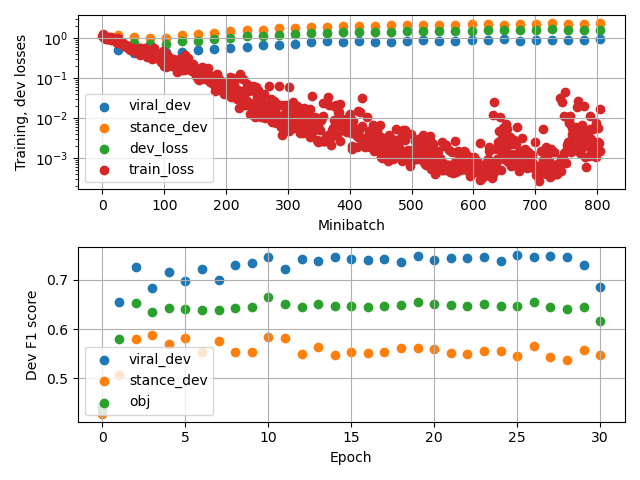 Training, dev losses
10⁰
10⁻¹
10⁻²
10⁻³
viral_dev
stance_dev
dev_loss
train_loss
0 100 200 300 400 500 600 700 800
Minibatch
Dev F1 score
0.7
0.6
0.5
viral_dev
stance_dev
obj
0 5 10 15 20 25 30
Epoch